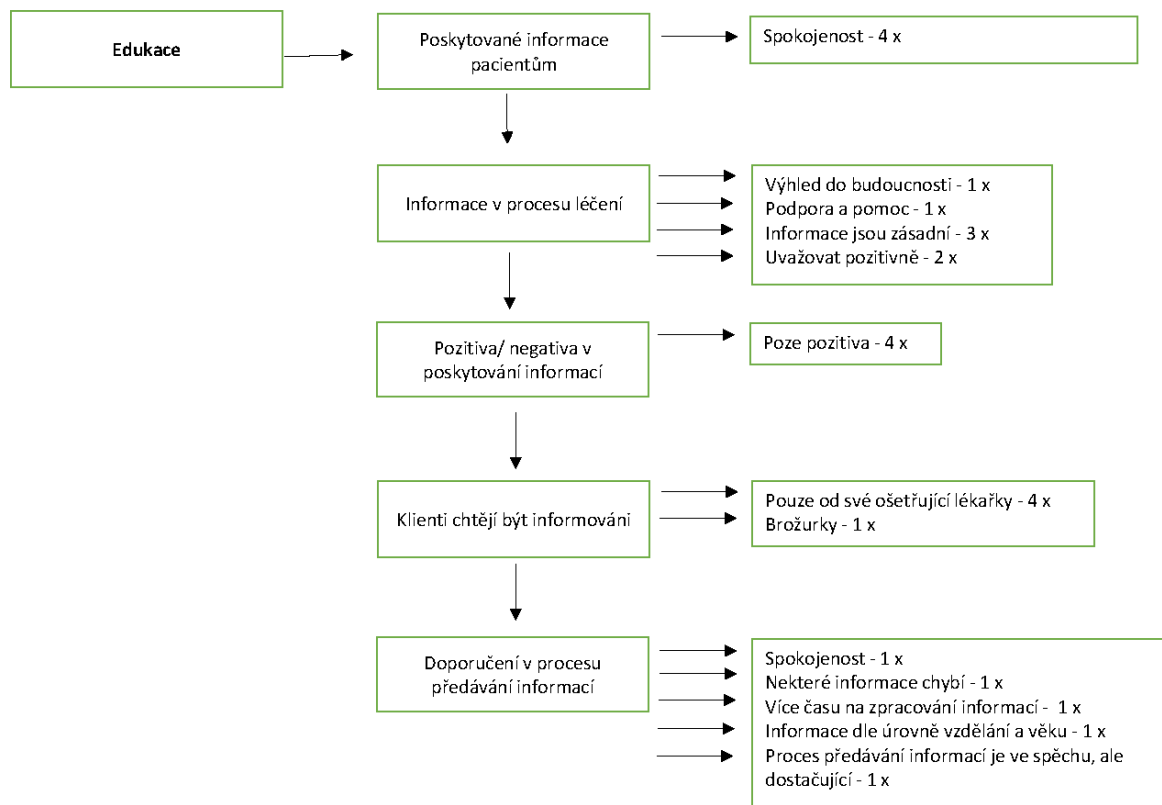 Edukace
Poskytované informace
pacientům
Spokojenost - 4 x
Informace v procesu léčení
Výhled do budoucnosti - 1 x
Podpora a pomoc - 1 x
Informace jsou zásadní - 3 x
Uvažovat pozitivně - 2 x
Pozitiva/ negativa v
poskytování informací
Poze pozitiva - 4 x
Klienti chtějí být informováni
Pouze od své ošetřující lékařky - 4 x
Brožurky - 1 x
Doporučení v procesu
předávání informací
Spokojenost - 1 x
Nekteré informace chybí - 1 x
Více času na zpracování informací -  1 x
Informace dle úrovně vzdělání a věku - 1 x
Proces předávání informací je ve spěchu, ale
dostačující - 1 x